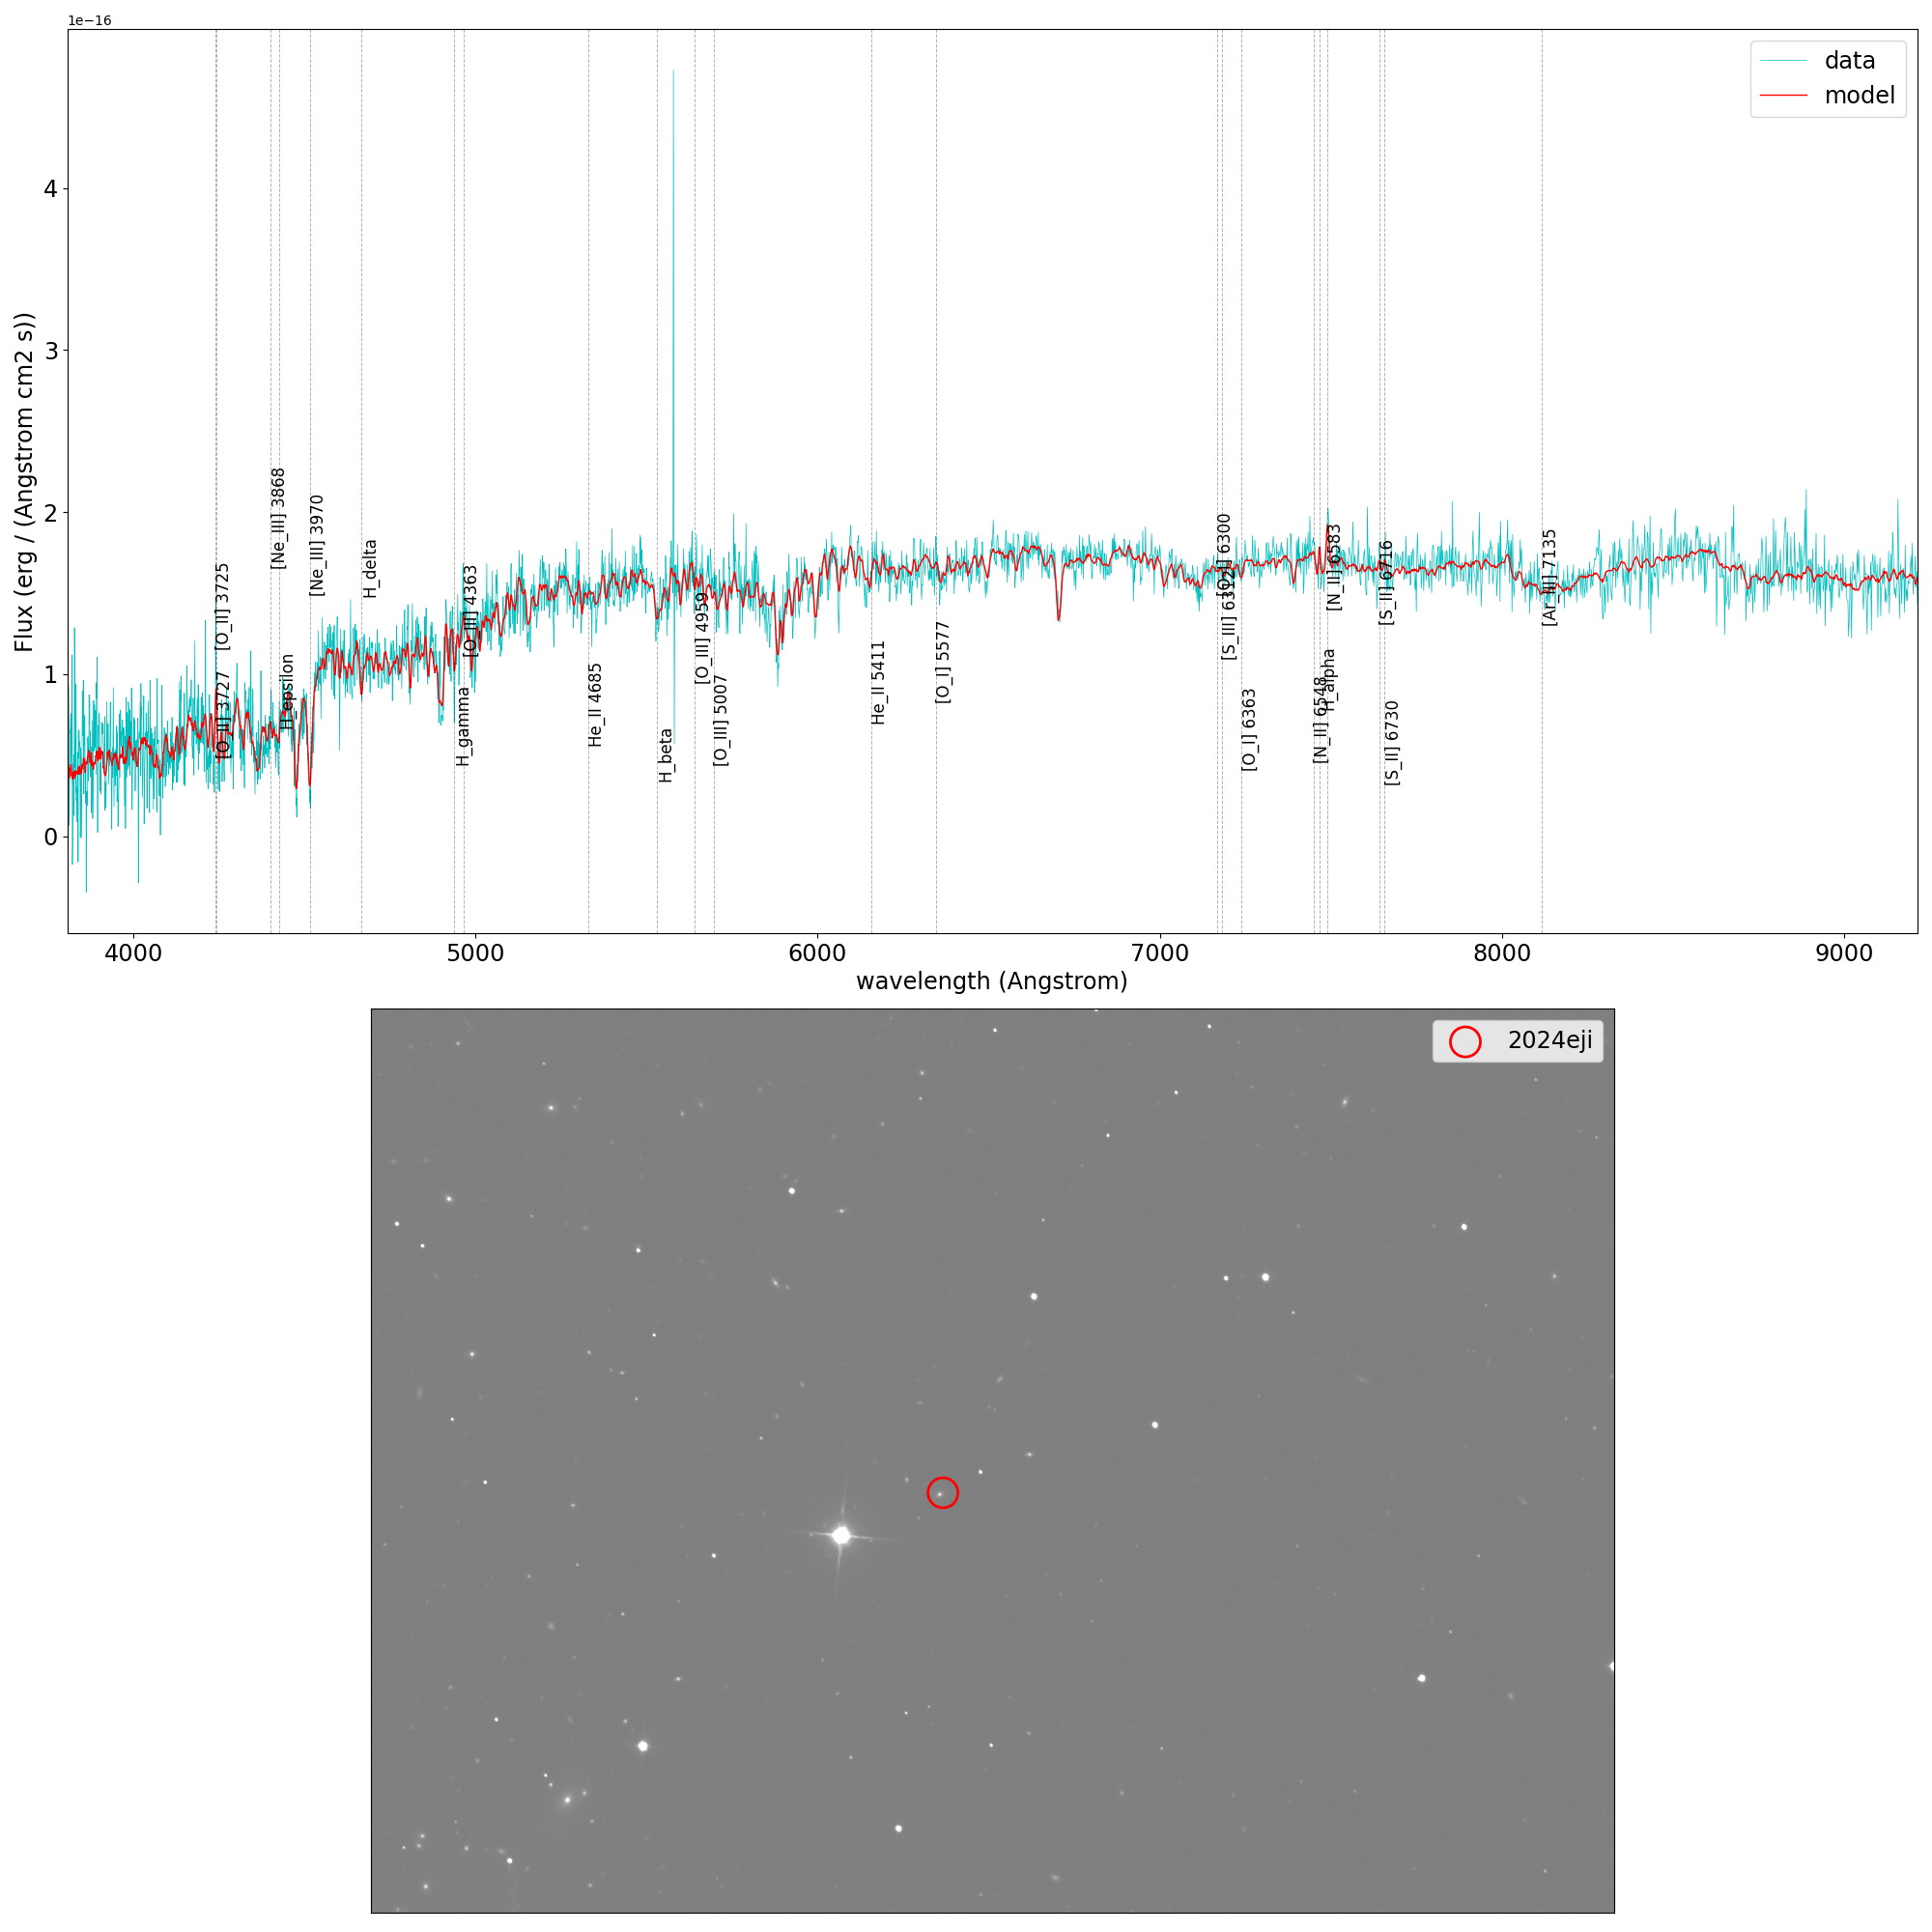 1e−16
data
model
4
3
2
1
0
Flux (erg / (Angstrom cm2 s))
[O_II] 3725
[O_II] 3727
[Ne_III] 3868
H_epsilon
[Ne_III] 3970
H_delta
H_gamma
[O_III] 4363
He_II 4685
H_beta
[O_III] 4959
[O_III] 5007
He_II 5411
[O_I] 5577
[O_I] 6300
[S_III] 6312
[O_I] 6363
[N_II] 6548
H_alpha
[N_II] 6583
[S_II] 6716
[S_II] 6730
[Ar_III] 7135
4000
5000
6000
7000
8000
9000
wavelength (Angstrom)
2024eji